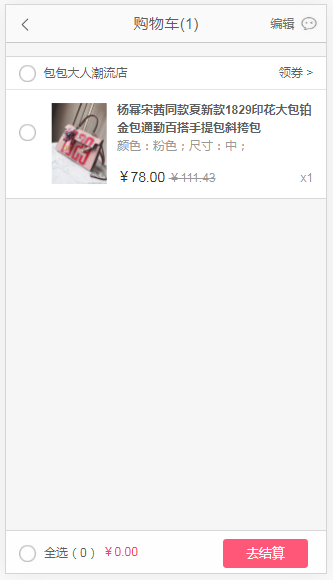 购物车(1)
编辑
包包大人潮流店
领券 >
杨幂宋茜同款夏新款1829印花大包铂
金包通勤百搭手提包斜挎包
颜色：粉色；尺寸：中；
￥78.00 ￥111.43
x1
全选（0） ￥0.00
去结算